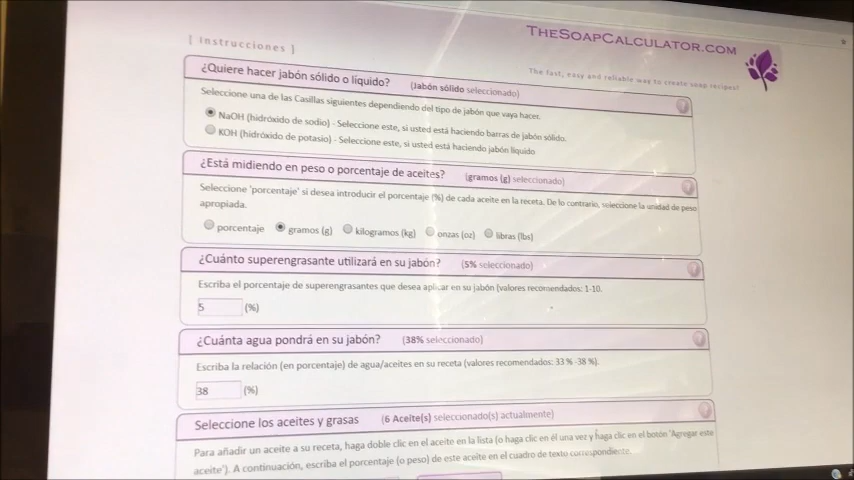 THESOAPCALCULATOR.COM
The fast, easy and reliable way to create soap recipes!
[ Instrucciones ]
¿Quiere hacer jabón sólido o líquido? (Jabón sólido seleccionado)
Seleccione una de las Casillas siguientes dependiendo del tipo de jabón que vaya hacer.
NaOH (hidróxido de sodio) - Seleccione este, si usted está haciendo barras de jabón sólido.
KOH (hidróxido de potasio) - Seleccione este, si usted está haciendo jabón líquido
¿Está midiendo en peso o porcentaje de aceites? (gramos (g) seleccionado)
Seleccione 'porcentaje' si desea introducir el porcentaje (%) de cada aceite en la receta. De lo contrario, seleccione la unidad de peso
apropiada.
porcentaje gramos (g) kilogramos (kg) onzas (oz) libras (lbs)
¿Cuánto superengrasante utilizará en su jabón? (5% seleccionado)
Escriba el porcentaje de superengrasantes que desea aplicar en su jabón (valores recomendados: 1-10.
5 (%)
¿Cuánta agua pondrá en su jabón? (38% seleccionado)
Escriba la relación (en porcentaje) de agua/aceites en su receta (valores recomendados: 33 % -38 %).
38 (%)
Seleccione los aceites y grasas (6 Aceite(s) seleccionado(s) actualmente)
Para añadir un aceite a su receta, haga doble clic en el aceite en la lista (o haga clic en él una vez y haga clic en el botón 'Agregar este
aceite'). A continuación, escriba el porcentaje (o peso) de este aceite en el cuadro de texto correspondiente.